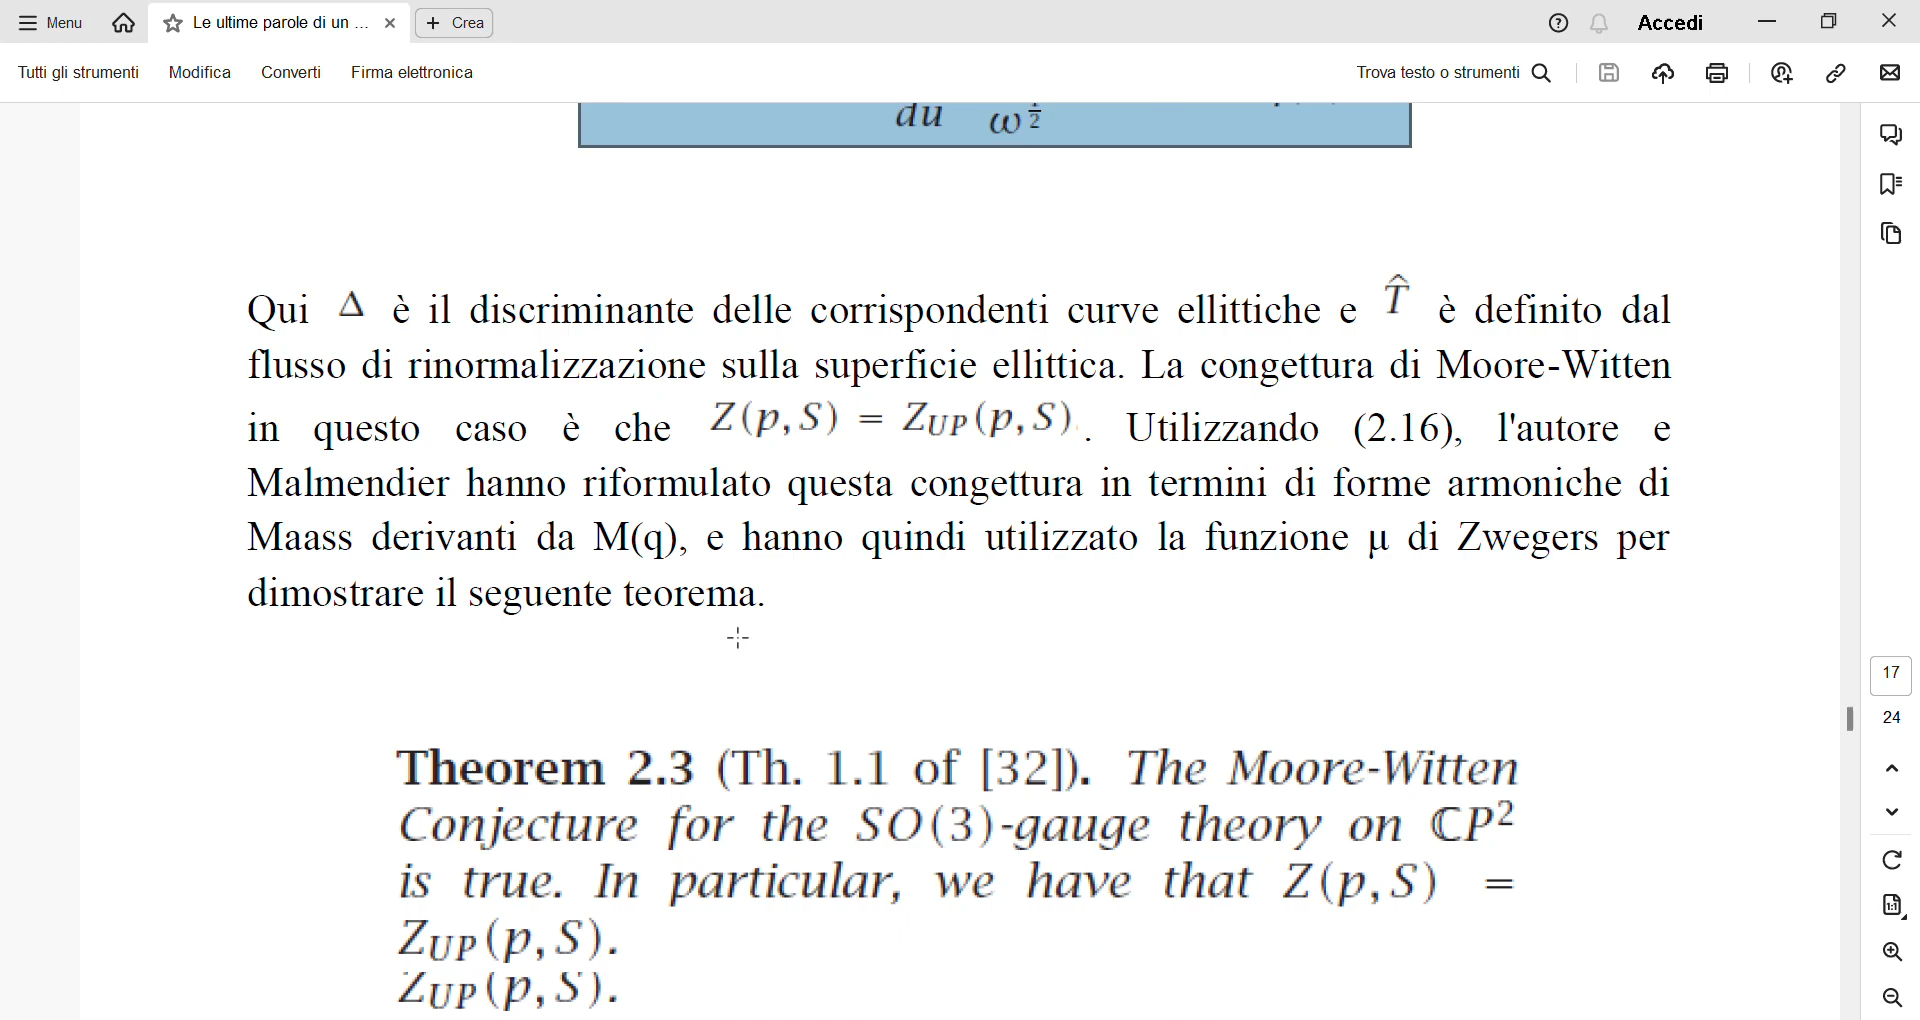 Menu
Le ultime parole di un ...
Crea
Accedi
Tutti gli strumenti
Modifica
Converti
Firma elettronica
Trova testo o strumenti
du ω 1/2
Qui Δ è il discriminante delle corrispondenti curve ellittiche e T̂ è definito dal
flusso di rinormalizzazione sulla superficie ellittica. La congettura di Moore-Witten
in questo caso è che Z(p,S) = Z_UP(p,S). . Utilizzando (2.16), l'autore e
Malmendier hanno riformulato questa congettura in termini di forme armoniche di
Maass derivanti da M(q), e hanno quindi utilizzato la funzione μ di Zwegers per
dimostrare il seguente teorema.
Theorem 2.3 (Th. 1.1 of [32]). The Moore-Witten
Conjecture for the SO(3)-gauge theory on ℂP²
is true. In particular, we have that Z(p,S) =
Z_UP(p,S).
Z_UP(p,S).
17
24